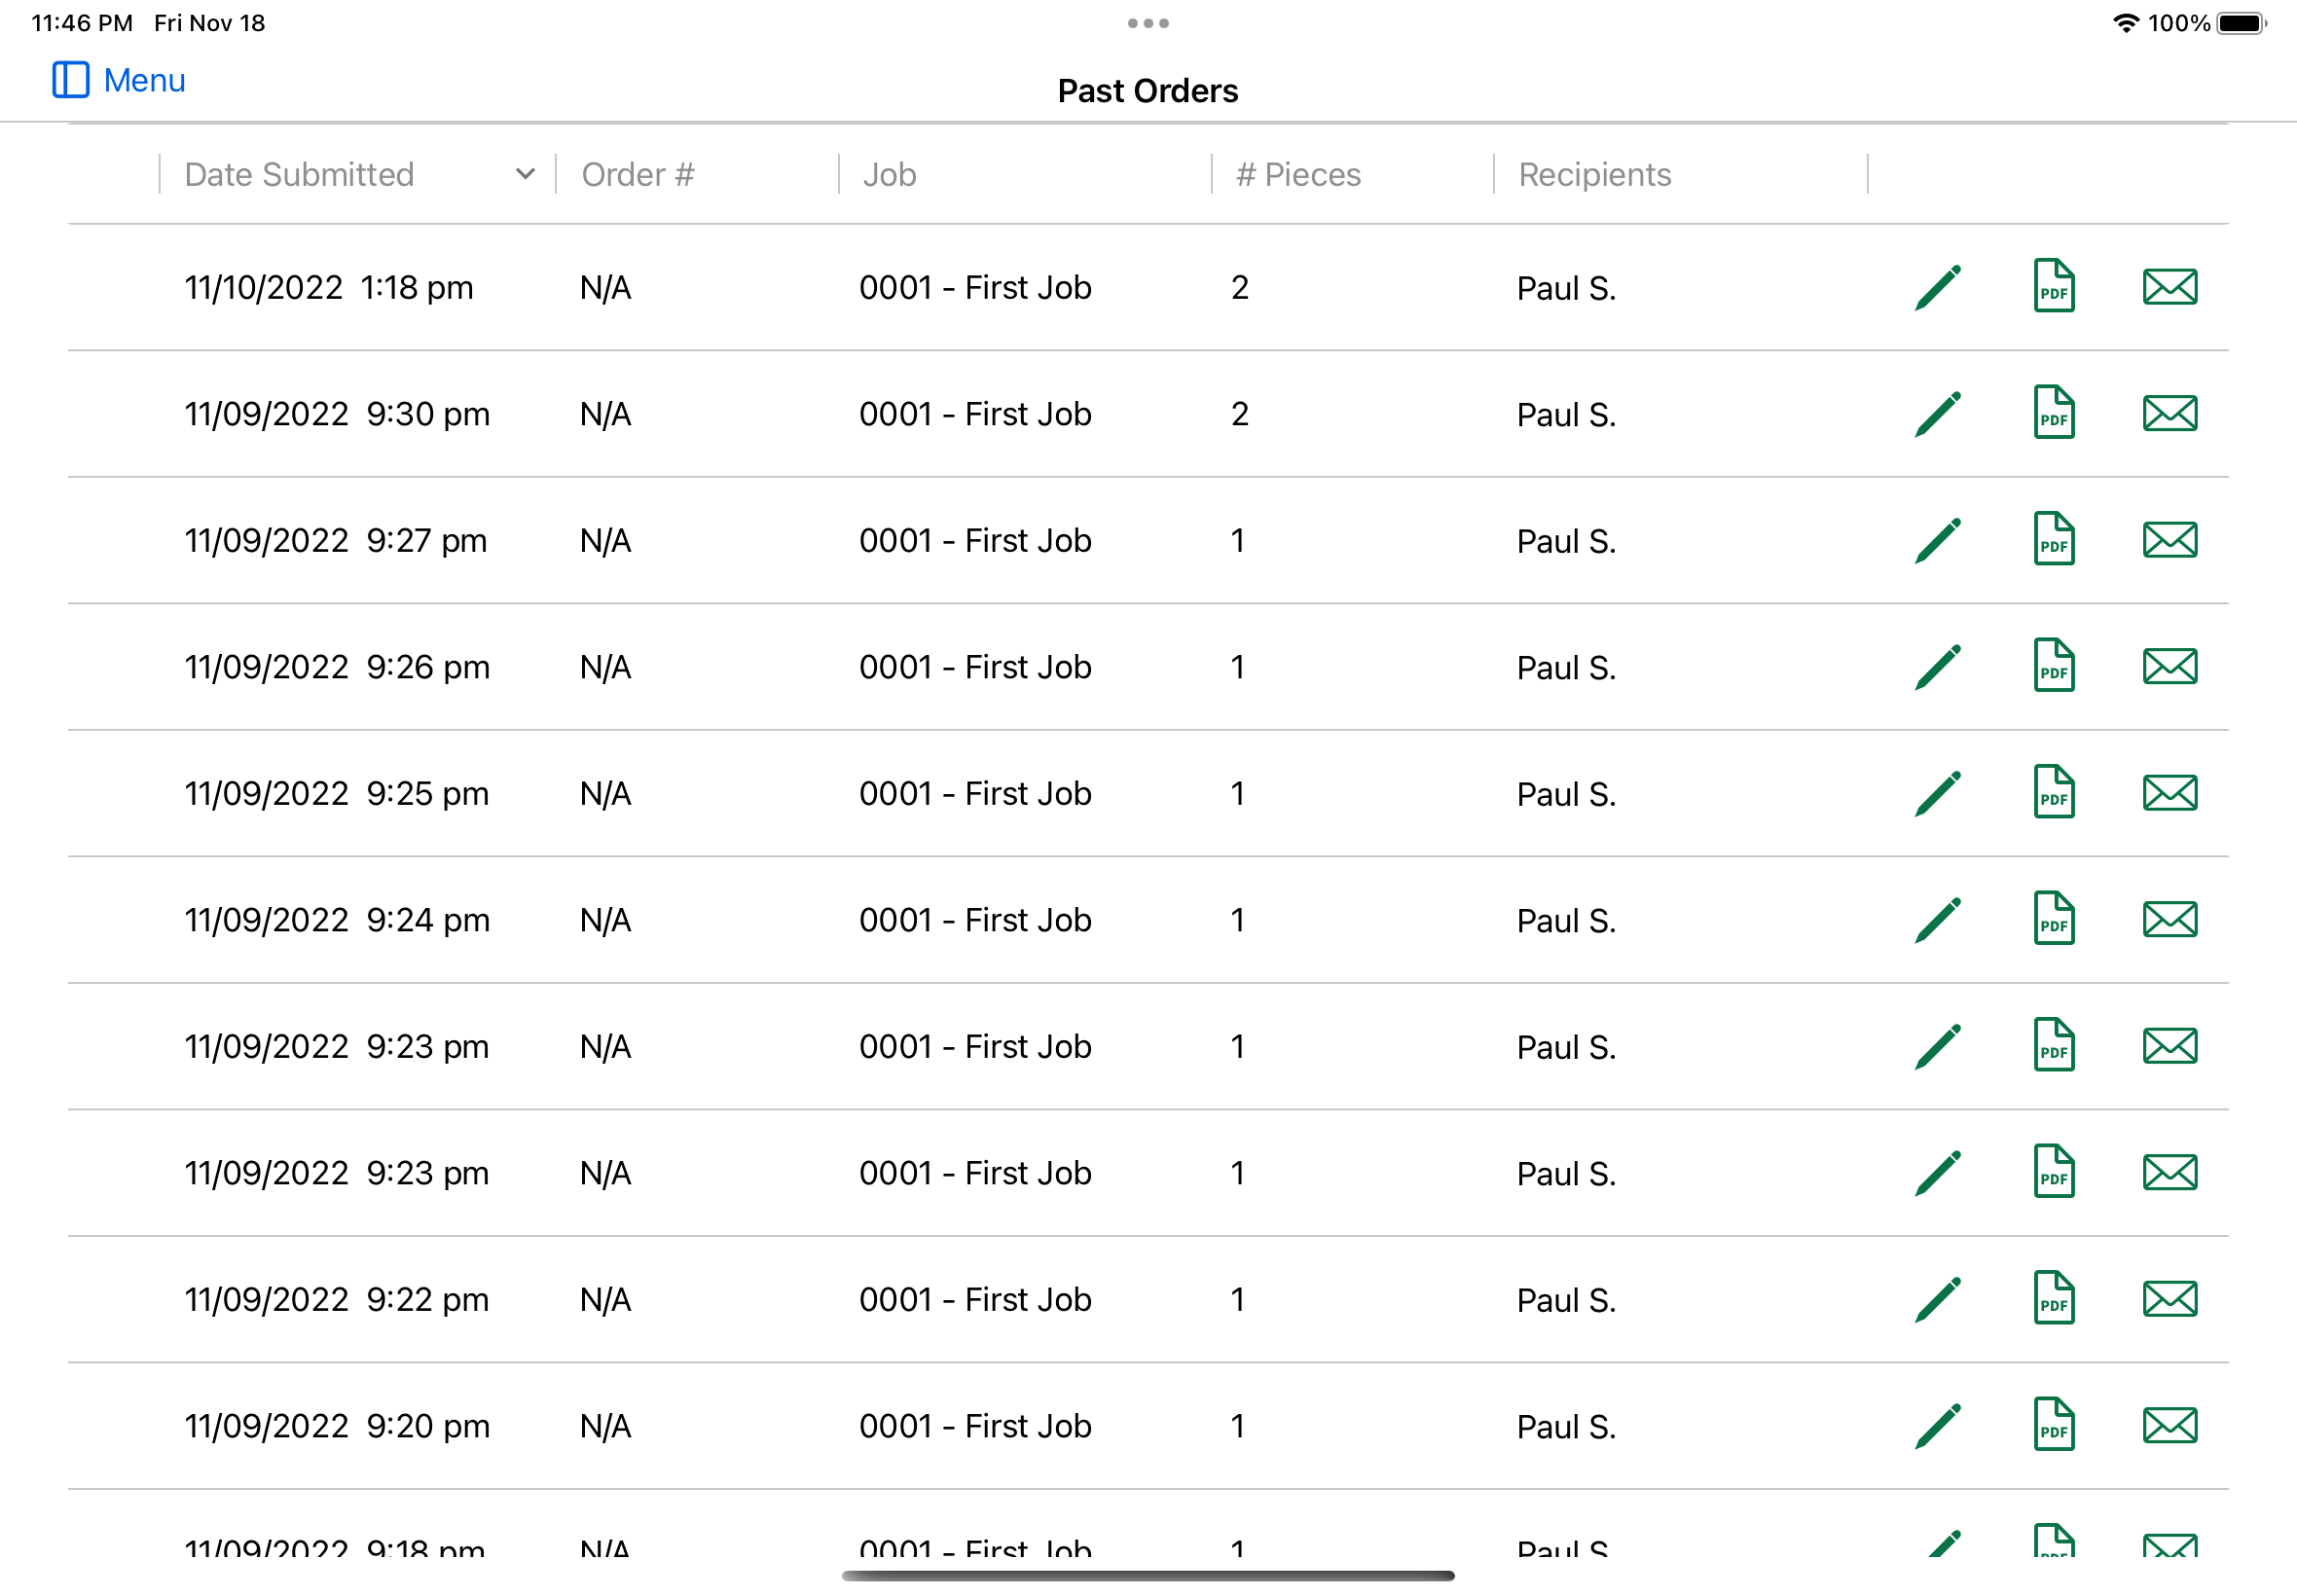 11:46 PM Fri Nov 18 100%
Menu
Past Orders
Date Submitted Order # Job # Pieces Recipients
11/10/2022 1:18 pm N/A 0001 - First Job 2 Paul S. PDF
11/09/2022 9:30 pm N/A 0001 - First Job 2 Paul S. PDF
11/09/2022 9:27 pm N/A 0001 - First Job 1 Paul S. PDF
11/09/2022 9:26 pm N/A 0001 - First Job 1 Paul S. PDF
11/09/2022 9:25 pm N/A 0001 - First Job 1 Paul S. PDF
11/09/2022 9:24 pm N/A 0001 - First Job 1 Paul S. PDF
11/09/2022 9:23 pm N/A 0001 - First Job 1 Paul S. PDF
11/09/2022 9:23 pm N/A 0001 - First Job 1 Paul S. PDF
11/09/2022 9:22 pm N/A 0001 - First Job 1 Paul S. PDF
11/09/2022 9:20 pm N/A 0001 - First Job 1 Paul S. PDF
11/09/2022 9:18 pm N/A 0001 - First Job 1 Paul S. PDF